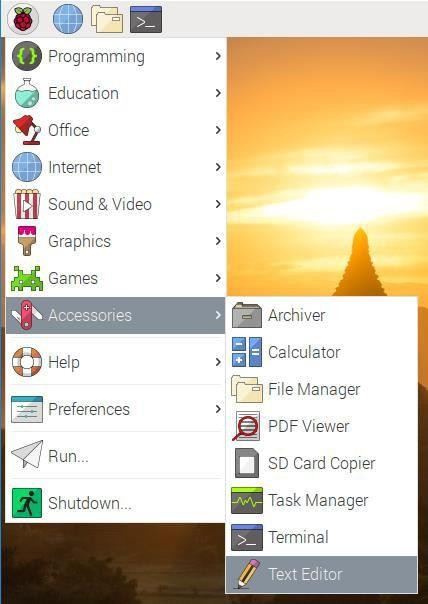 Programming
Education
Office
Internet
Sound & Video
Graphics
Games
Accessories
Help
Preferences
Run...
Shutdown...
Archiver
Calculator
File Manager
PDF Viewer
SD Card Copier
Task Manager
Terminal
Text Editor